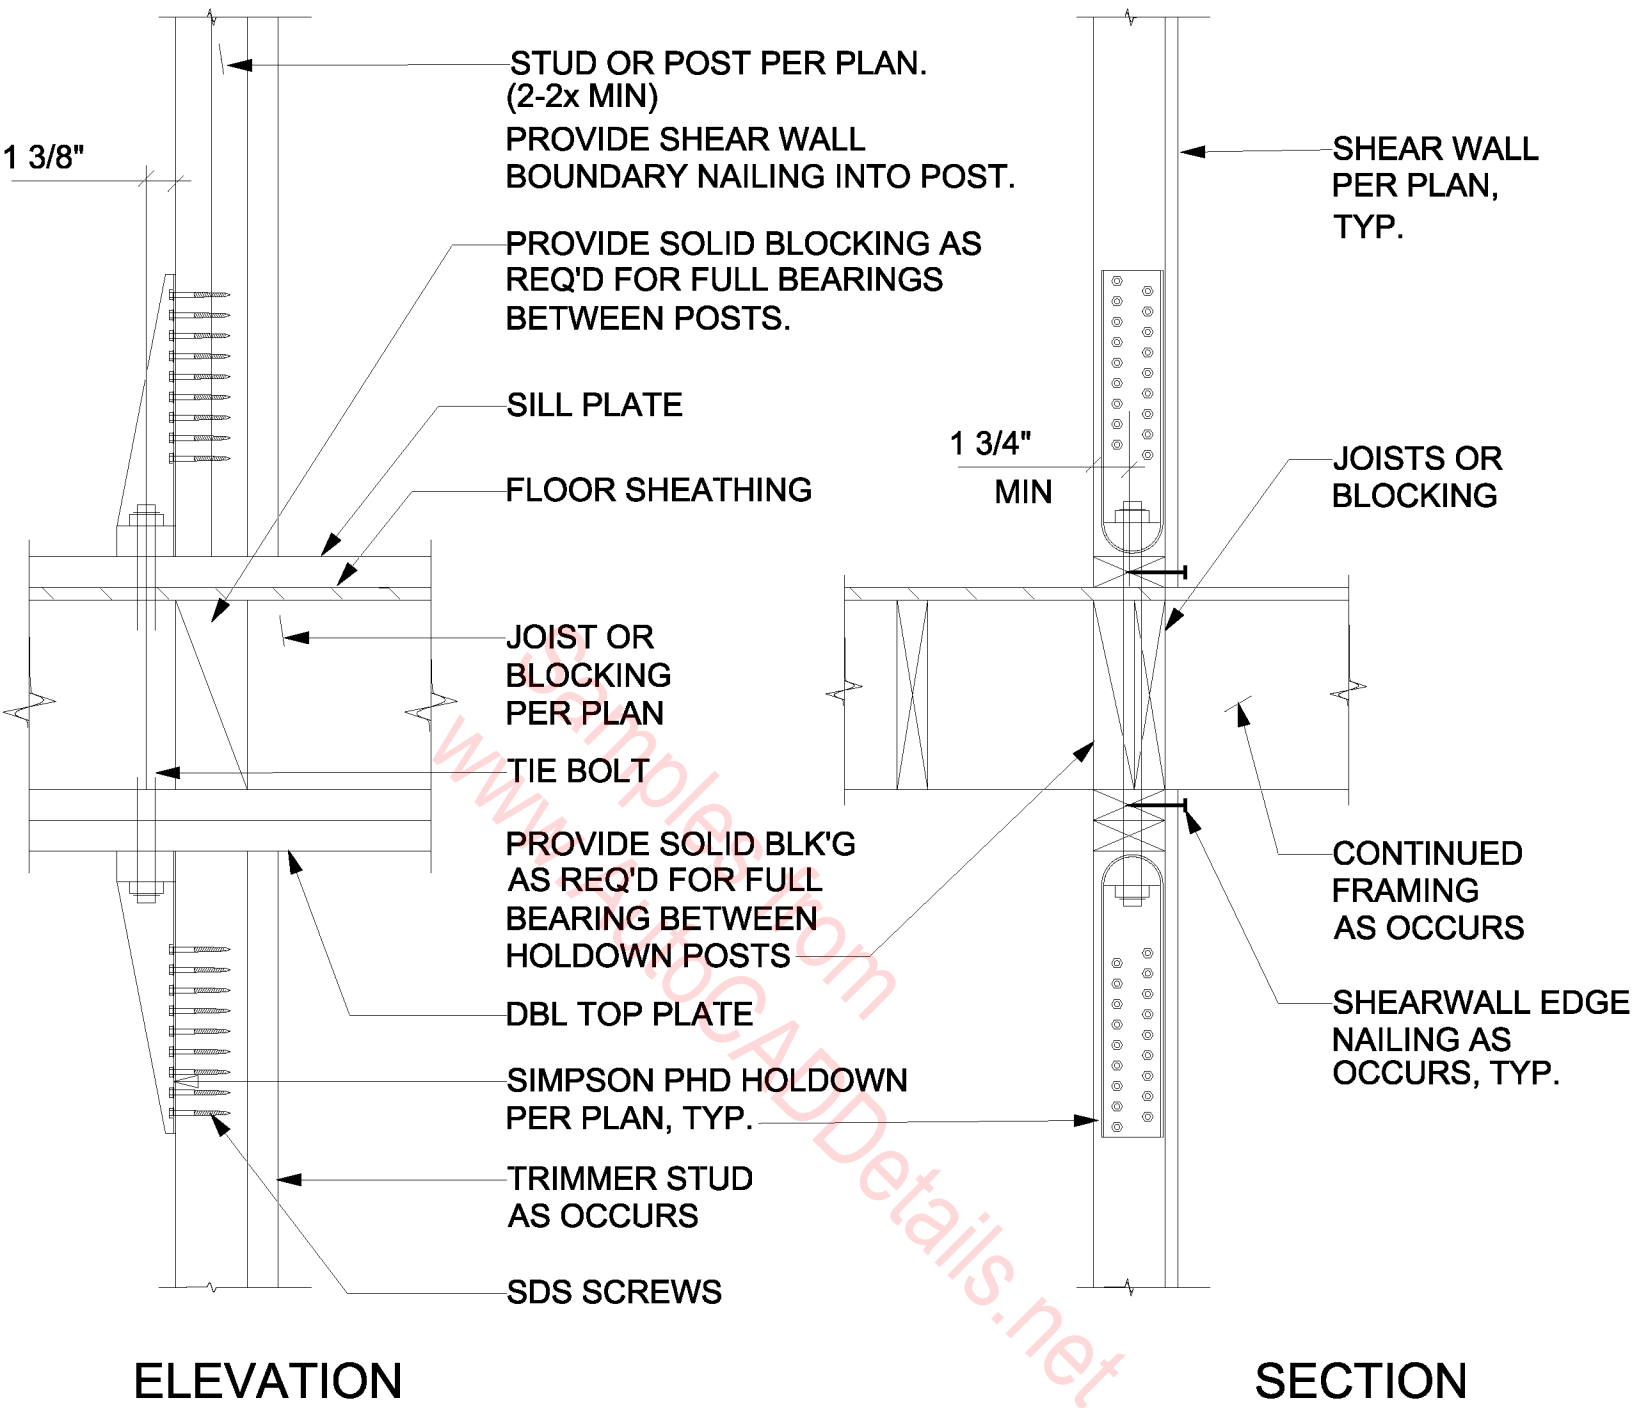 1 3/8"
STUD OR POST PER PLAN.
(2-2x MIN)
PROVIDE SHEAR WALL
BOUNDARY NAILING INTO POST.
PROVIDE SOLID BLOCKING AS
REQ'D FOR FULL BEARINGS
BETWEEN POSTS.
SILL PLATE
FLOOR SHEATHING
JOIST OR
BLOCKING
PER PLAN
TIE BOLT
PROVIDE SOLID BLK'G
AS REQ'D FOR FULL
BEARING BETWEEN
HOLDOWN POSTS
DBL TOP PLATE
SIMPSON PHD HOLDOWN
PER PLAN, TYP.
TRIMMER STUD
AS OCCURS
SDS SCREWS
ELEVATION
SHEAR WALL
PER PLAN,
TYP.
1 3/4"
MIN
JOISTS OR
BLOCKING
CONTINUED
FRAMING
AS OCCURS
SHEARWALL EDGE
NAILING AS
OCCURS, TYP.
SECTION
Samples from
www.AutoCADDetails.net